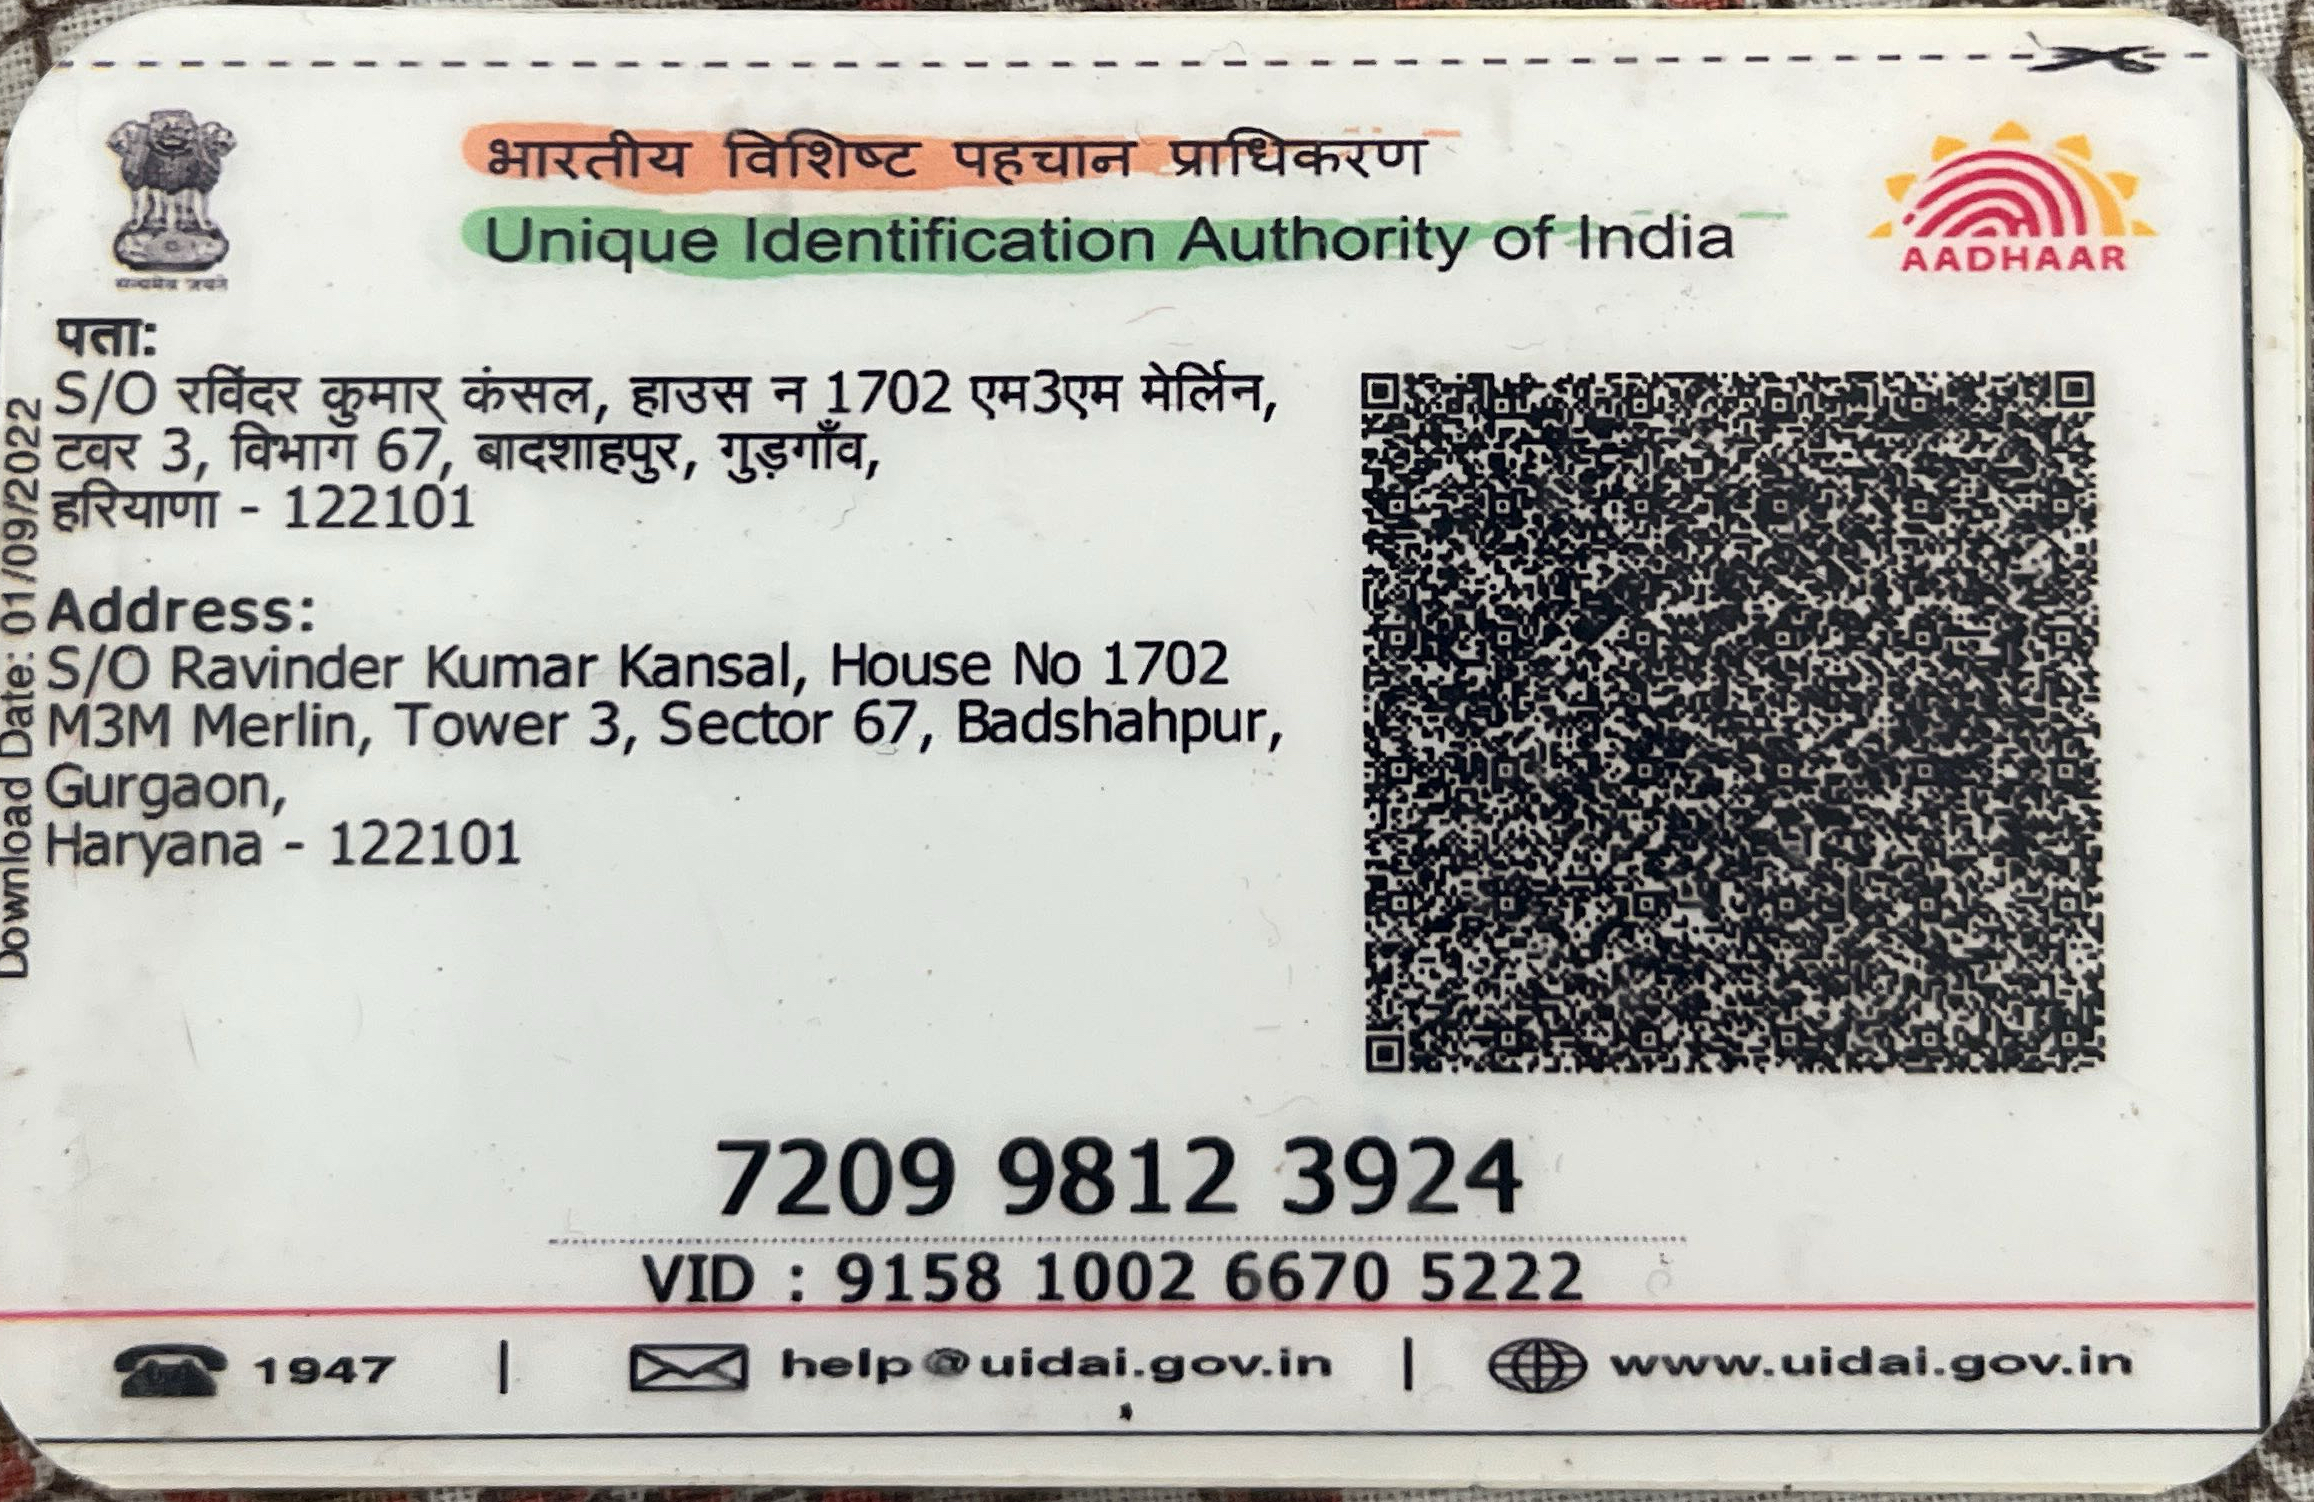 भारतीय विशिष्ट पहचान प्राधिकरण
Unique Identification Authority of India
AADHAAR
सत्यमेव जयते
पता:
S/O रविंदर कुमार कंसल, हाउस न 1702 एम3एम मेर्लिन,
टवर 3, विभाग 67, बादशाहपुर, गुड़गाँव,
हरियाणा - 122101
Address:
S/O Ravinder Kumar Kansal, House No 1702
M3M Merlin, Tower 3, Sector 67, Badshahpur,
Gurgaon,
Haryana - 122101
Download Date: 01/09/2022
7209 9812 3924
VID : 9158 1002 6670 5222
1947 | help@uidai.gov.in | www.uidai.gov.in